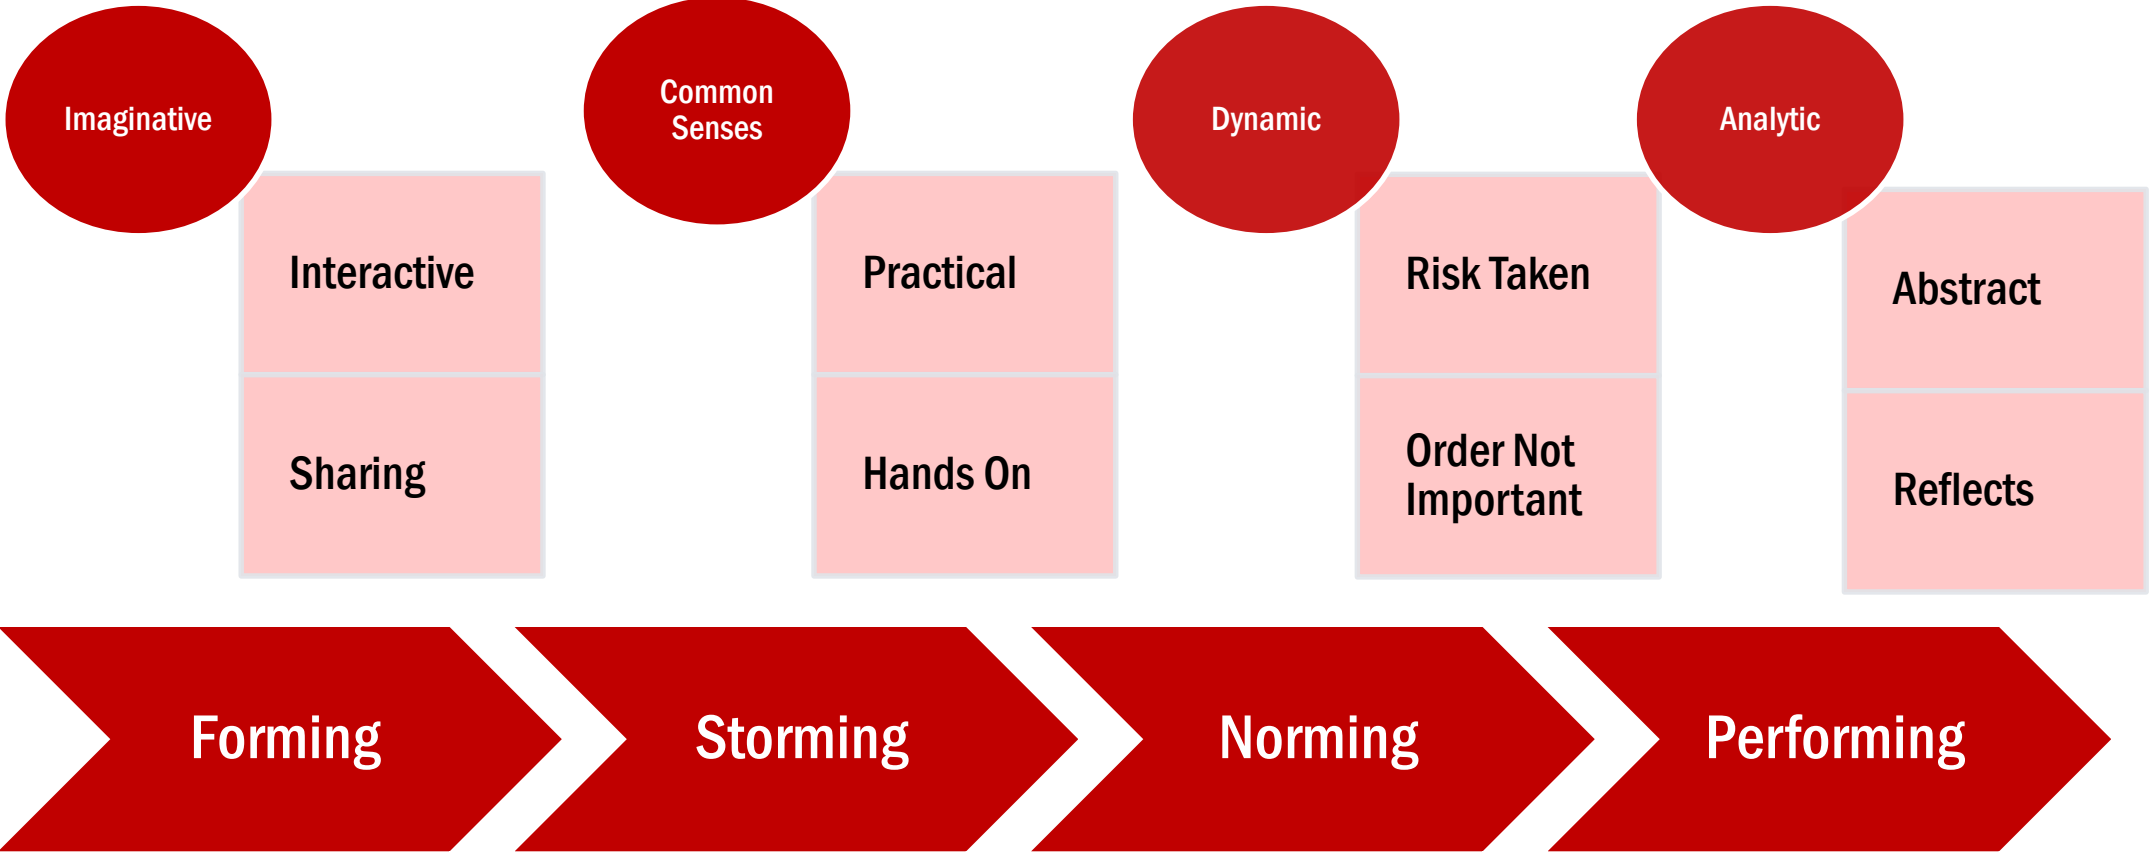 Imaginative
Interactive
Sharing
Common
Senses
Practical
Hands On
Dynamic
Risk Taken
Order Not
Important
Analytic
Abstract
Reflects
Forming
Storming
Norming
Performing